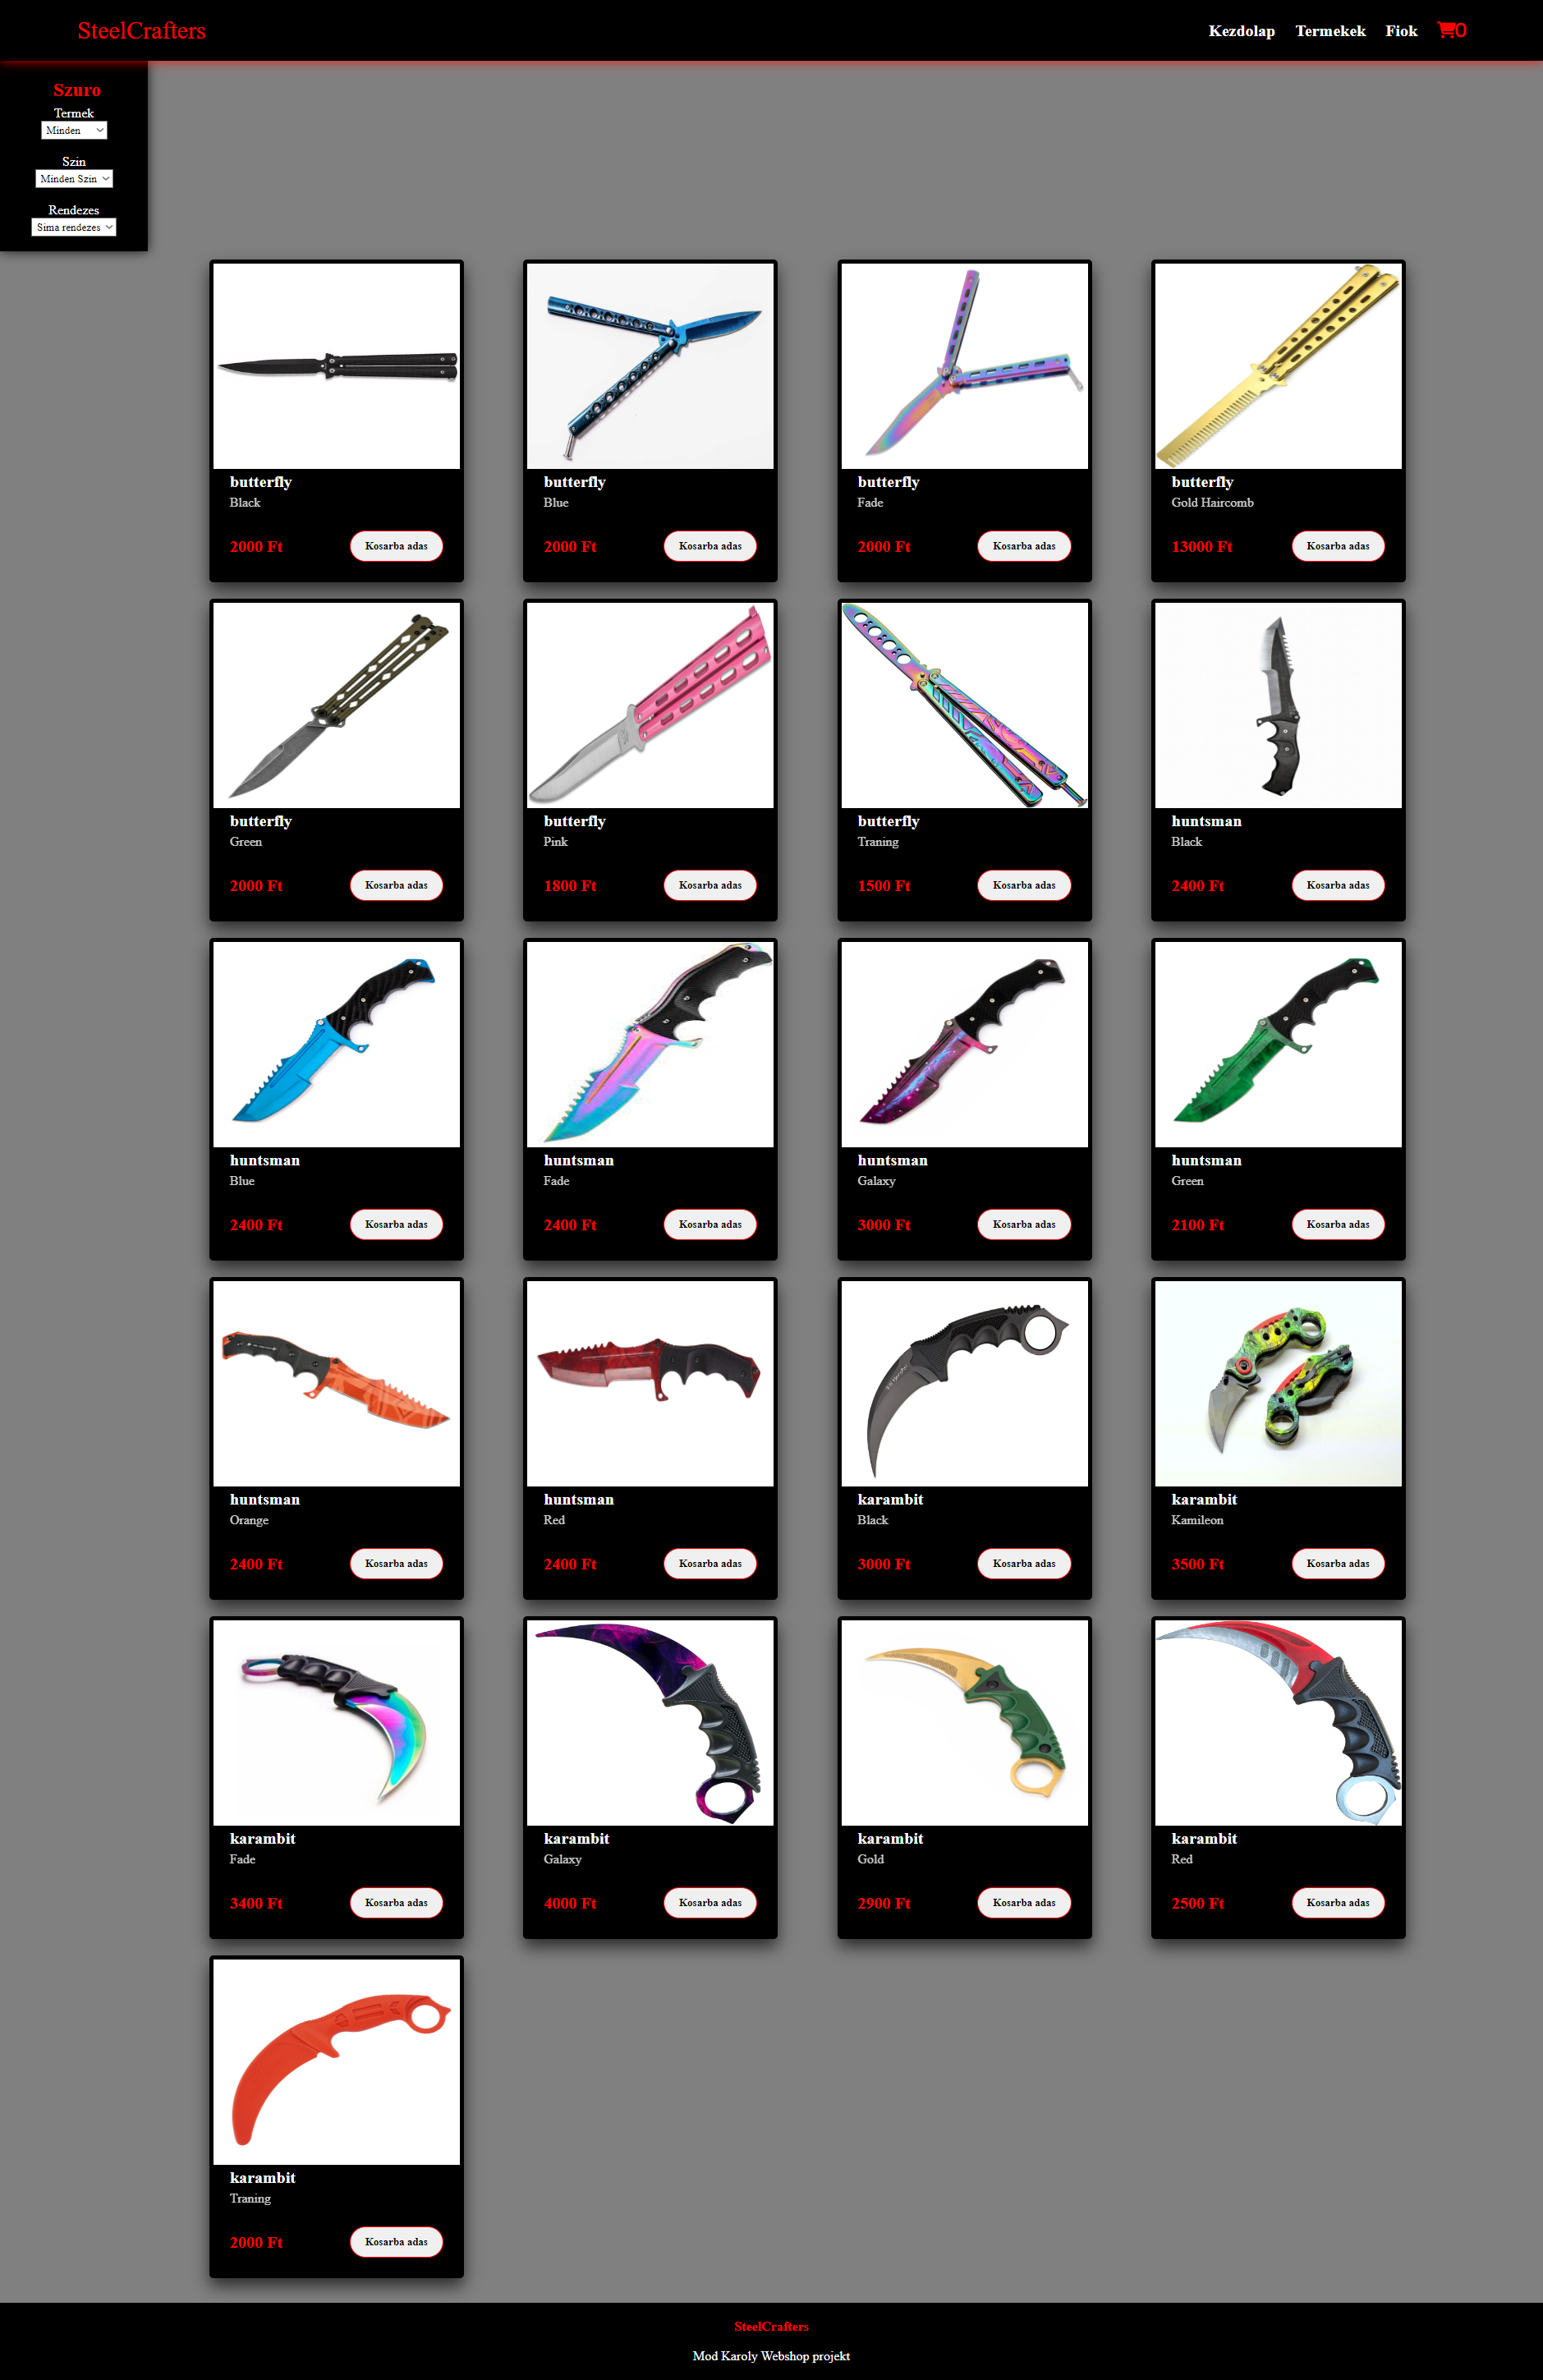 SteelCrafters
Kezdolap Termekek Fiok 0
Szuro
Termek
Minden
Szin
Minden Szin
Rendezes
Sima rendezes
butterfly
Black
2000 Ft Kosarba adas
butterfly
Blue
2000 Ft Kosarba adas
butterfly
Fade
2000 Ft Kosarba adas
butterfly
Gold Haircomb
13000 Ft Kosarba adas
butterfly
Green
2000 Ft Kosarba adas
butterfly
Pink
1800 Ft Kosarba adas
butterfly
Traning
1500 Ft Kosarba adas
huntsman
Black
2400 Ft Kosarba adas
huntsman
Blue
2400 Ft Kosarba adas
huntsman
Fade
2400 Ft Kosarba adas
huntsman
Galaxy
3000 Ft Kosarba adas
huntsman
Green
2100 Ft Kosarba adas
huntsman
Orange
2400 Ft Kosarba adas
huntsman
Red
2400 Ft Kosarba adas
karambit
Black
3000 Ft Kosarba adas
karambit
Kamileon
3500 Ft Kosarba adas
karambit
Fade
3400 Ft Kosarba adas
karambit
Galaxy
4000 Ft Kosarba adas
karambit
Gold
2900 Ft Kosarba adas
karambit
Red
2500 Ft Kosarba adas
karambit
Traning
2000 Ft Kosarba adas
SteelCrafters
Mod Karoly Webshop projekt